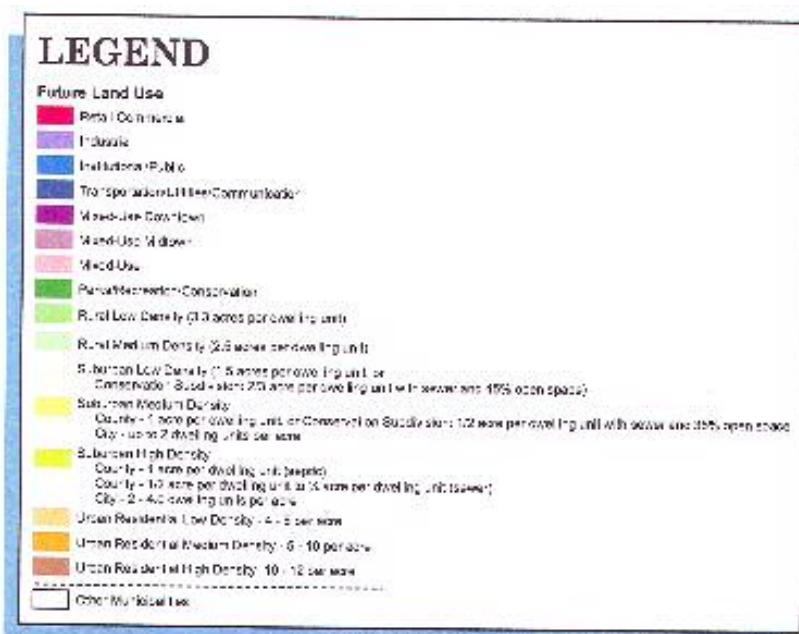 LEGEND
Future Land Use
Retail Commercial
Industrial
Institutional/Public
Transportation/Utilities/Communication
Mixed-Use Downtown
Mixed-Use Midtown
Mixed-Use
Parks/Recreation/Conservation
Rural Low Density (3.3 acres per dwelling unit)
Rural Medium Density (2.5 acres per dwelling unit)
Suburban Low Density (1.5 acres per dwelling unit, or
Conservation Subdivision: 2/3 acre per dwelling unit with sewer and 45% open space)
Suburban Medium Density
County - 1 acre per dwelling unit, or Conservation Subdivision: 1/2 acre per dwelling unit with sewer and 35% open space
City - up to 2 dwelling units per acre
Suburban High Density
County - 1 acre per dwelling unit (septic)
County - 1/2 acre per dwelling unit to acre per dwelling unit (sewer)
City - 2 - 4.0 dwelling units per acre
Urban Residential Low Density - 4 - 6 per acre
Urban Residential Medium Density - 6 - 10 per acre
Urban Residential High Density 10 - 12 per acre
Other Municipalities